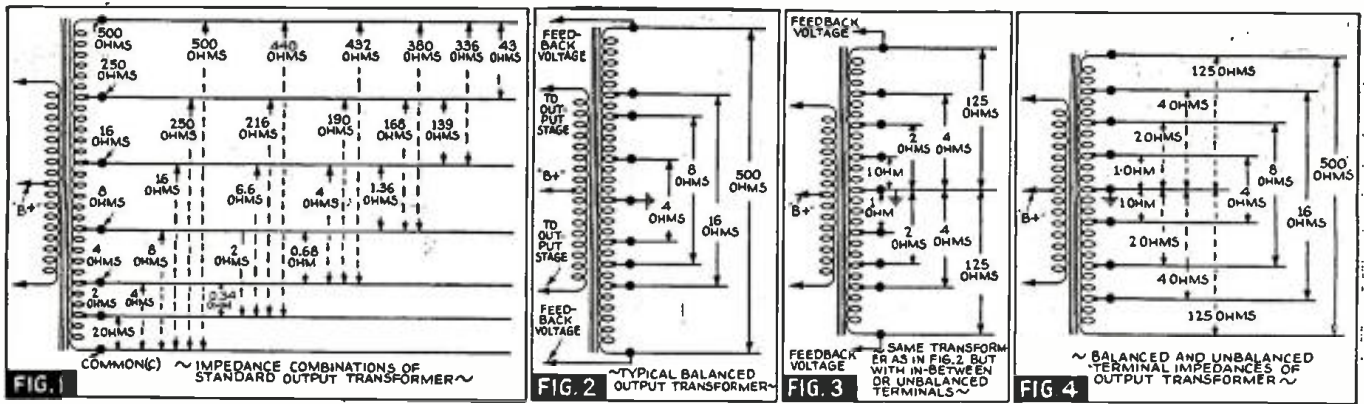 500
OHMS
250
OHMS
16
OHMS
8
OHMS
4
OHMS
2
OHMS
"B+"
COMMON(C)
500
OHMS
440
OHMS
432
OHMS
380
OHMS
336
OHMS
43
OHMS
250
OHMS
216
OHMS
190
OHMS
168
OHMS
139
OHMS
16
OHMS
6.6
OHMS
4
OHMS
1.36
OHMS
8
OHMS
2
OHMS
0.68
OHM
4
OHMS
OHM
2 OHMS
~ IMPEDANCE COMBINATIONS OF
STANDARD OUTPUT TRANSFORMER ~
FIG. 1
FEED-
BACK
VOLTAGE
TO
OUT-
PUT
STAGE
"B+"
TO
OUT-
PUT
STAGE
FEED-
BACK
VOLTAGE
4
OHMS
8
OHMS
16
OHMS
500
OHMS
~TYPICAL BALANCED
OUTPUT TRANSFORMER~
FIG. 2
FEEDBACK
VOLTAGE
"B+"
125
OHMS
4
OHMS
2
OHMS
1 OHM
1
OHM
2
OHMS
4
OHMS
125
OHMS
FEEDBACK
VOLTAGE
~ SAME TRANSFORM-
ER AS IN FIG. 2 BUT
WITH IN-BETWEEN
OR UNBALANCED
TERMINALS ~
FIG. 3
"B+"
125 OHMS
4 OHMS
2 OHMS
1 OHM
1 OHM
2 OHMS
4 OHMS
125 OHMS
4
OHMS
8
OHMS
16
OHMS
500
OHMS
~ BALANCED AND UNBALANCED
TERMINAL IMPEDANCES OF
OUTPUT TRANSFORMER ~
FIG. 4